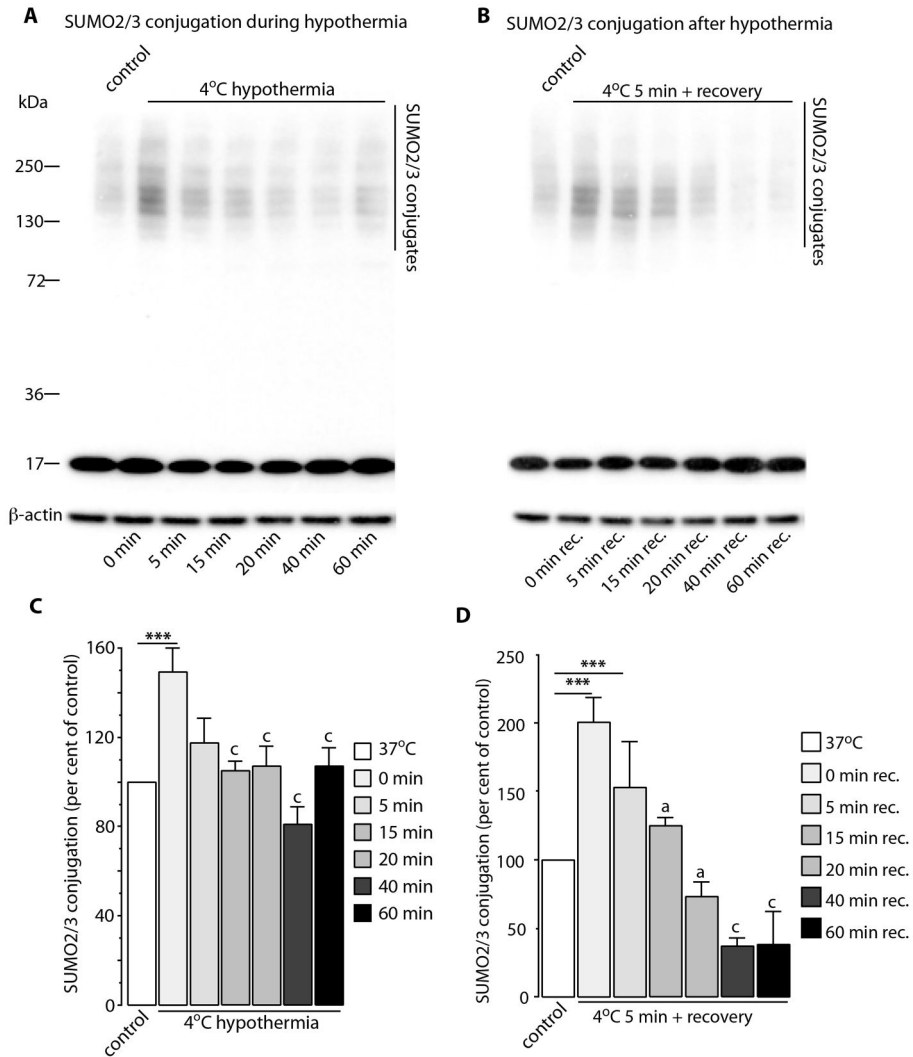 A
SUMO2/3 conjugation during hypothermia
control
4ºC hypothermia
kDa
250
130
72
36
17
SUMO2/3 conjugates
β-actin
0 min
5 min
15 min
20 min
40 min
60 min
B
SUMO2/3 conjugation after hypothermia
control
4ºC 5 min + recovery
SUMO2/3 conjugates
0 min rec.
5 min rec.
15 min rec.
20 min rec.
40 min rec.
60 min rec.
C
SUMO2/3 conjugation (per cent of control)
160
120
80
40
0
***
c
c
c
c
control
4ºC hypothermia
37ºC
0 min
5 min
15 min
20 min
40 min
60 min
D
SUMO2/3 conjugation (per cent of control)
250
200
150
100
50
0
***
***
a
a
c
c
control
4ºC 5 min + recovery
37ºC
0 min rec.
5 min rec.
15 min rec.
20 min rec.
40 min rec.
60 min rec.